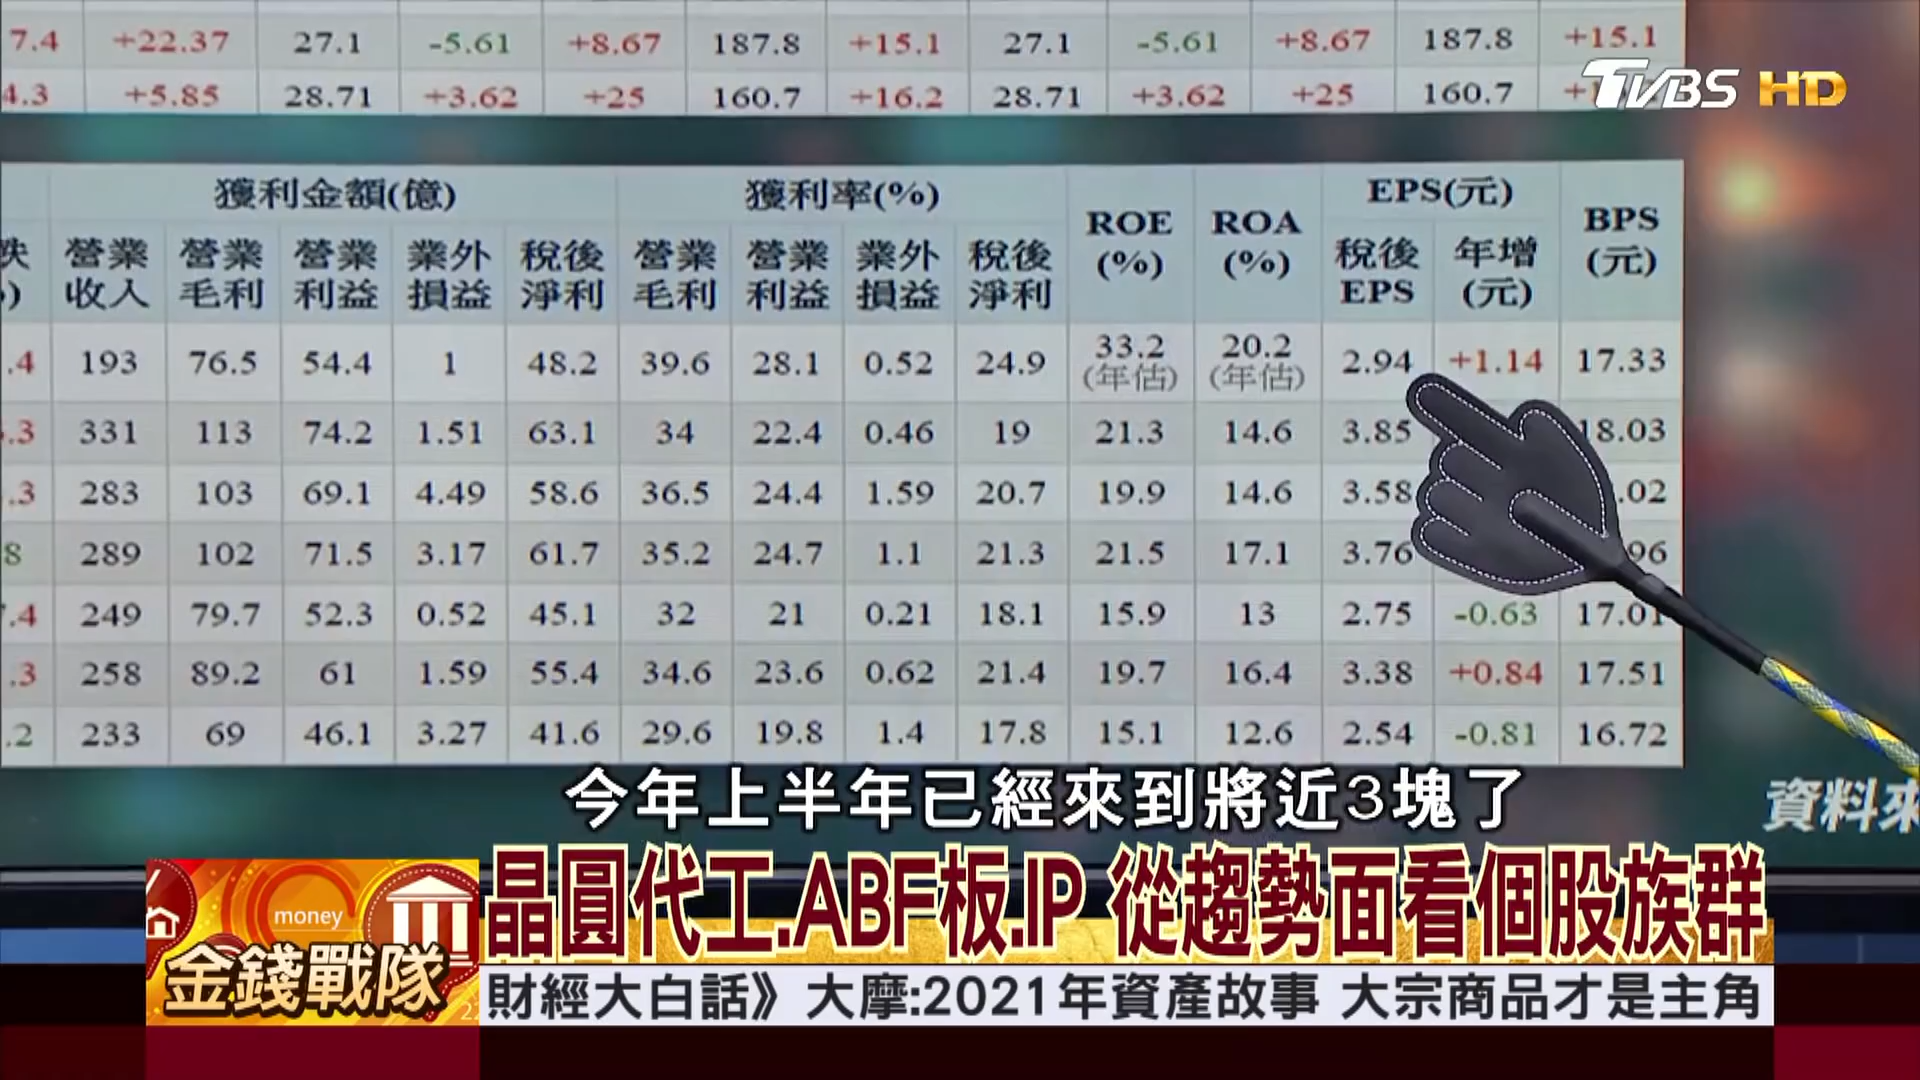 7.4 +22.37 27.1 -5.61 +8.67 187.8 +15.1 27.1 -5.61 +8.67 187.8 +15.1
4.3 +5.85 28.71 +3.62 +25 160.7 +16.2 28.71 +3.62 +25 160.7
TVBS HD
獲利金額(億) 獲利率(%) ROE (%) ROA (%) EPS(元) BPS (元)
營業收入 營業毛利 營業利益 業外損益 稅後淨利 營業毛利 營業利益 業外損益 稅後淨利 稅後EPS 年增(元)
.4 193 76.5 54.4 1 48.2 39.6 28.1 0.52 24.9 33.2 (年估) 20.2 (年估) 2.94 +1.14 17.33
.3 331 113 74.2 1.51 63.1 34 22.4 0.46 19 21.3 14.6 3.85 18.03
.3 283 103 69.1 4.49 58.6 36.5 24.4 1.59 20.7 19.9 14.6 3.58 .02
8 289 102 71.5 3.17 61.7 35.2 24.7 1.1 21.3 21.5 17.1 3.76 96
.4 249 79.7 52.3 0.52 45.1 32 21 0.21 18.1 15.9 13 2.75 -0.63 17.01
.3 258 89.2 61 1.59 55.4 34.6 23.6 0.62 21.4 19.7 16.4 3.38 +0.84 17.51
.2 233 69 46.1 3.27 41.6 29.6 19.8 1.4 17.8 15.1 12.6 2.54 -0.81 16.72
今年上半年已經來到將近3塊了
資料來
money
金錢戰隊
晶圓代工.ABF板.IP 從趨勢面看個股族群
財經大白話》大摩:2021年資產故事 大宗商品才是主角